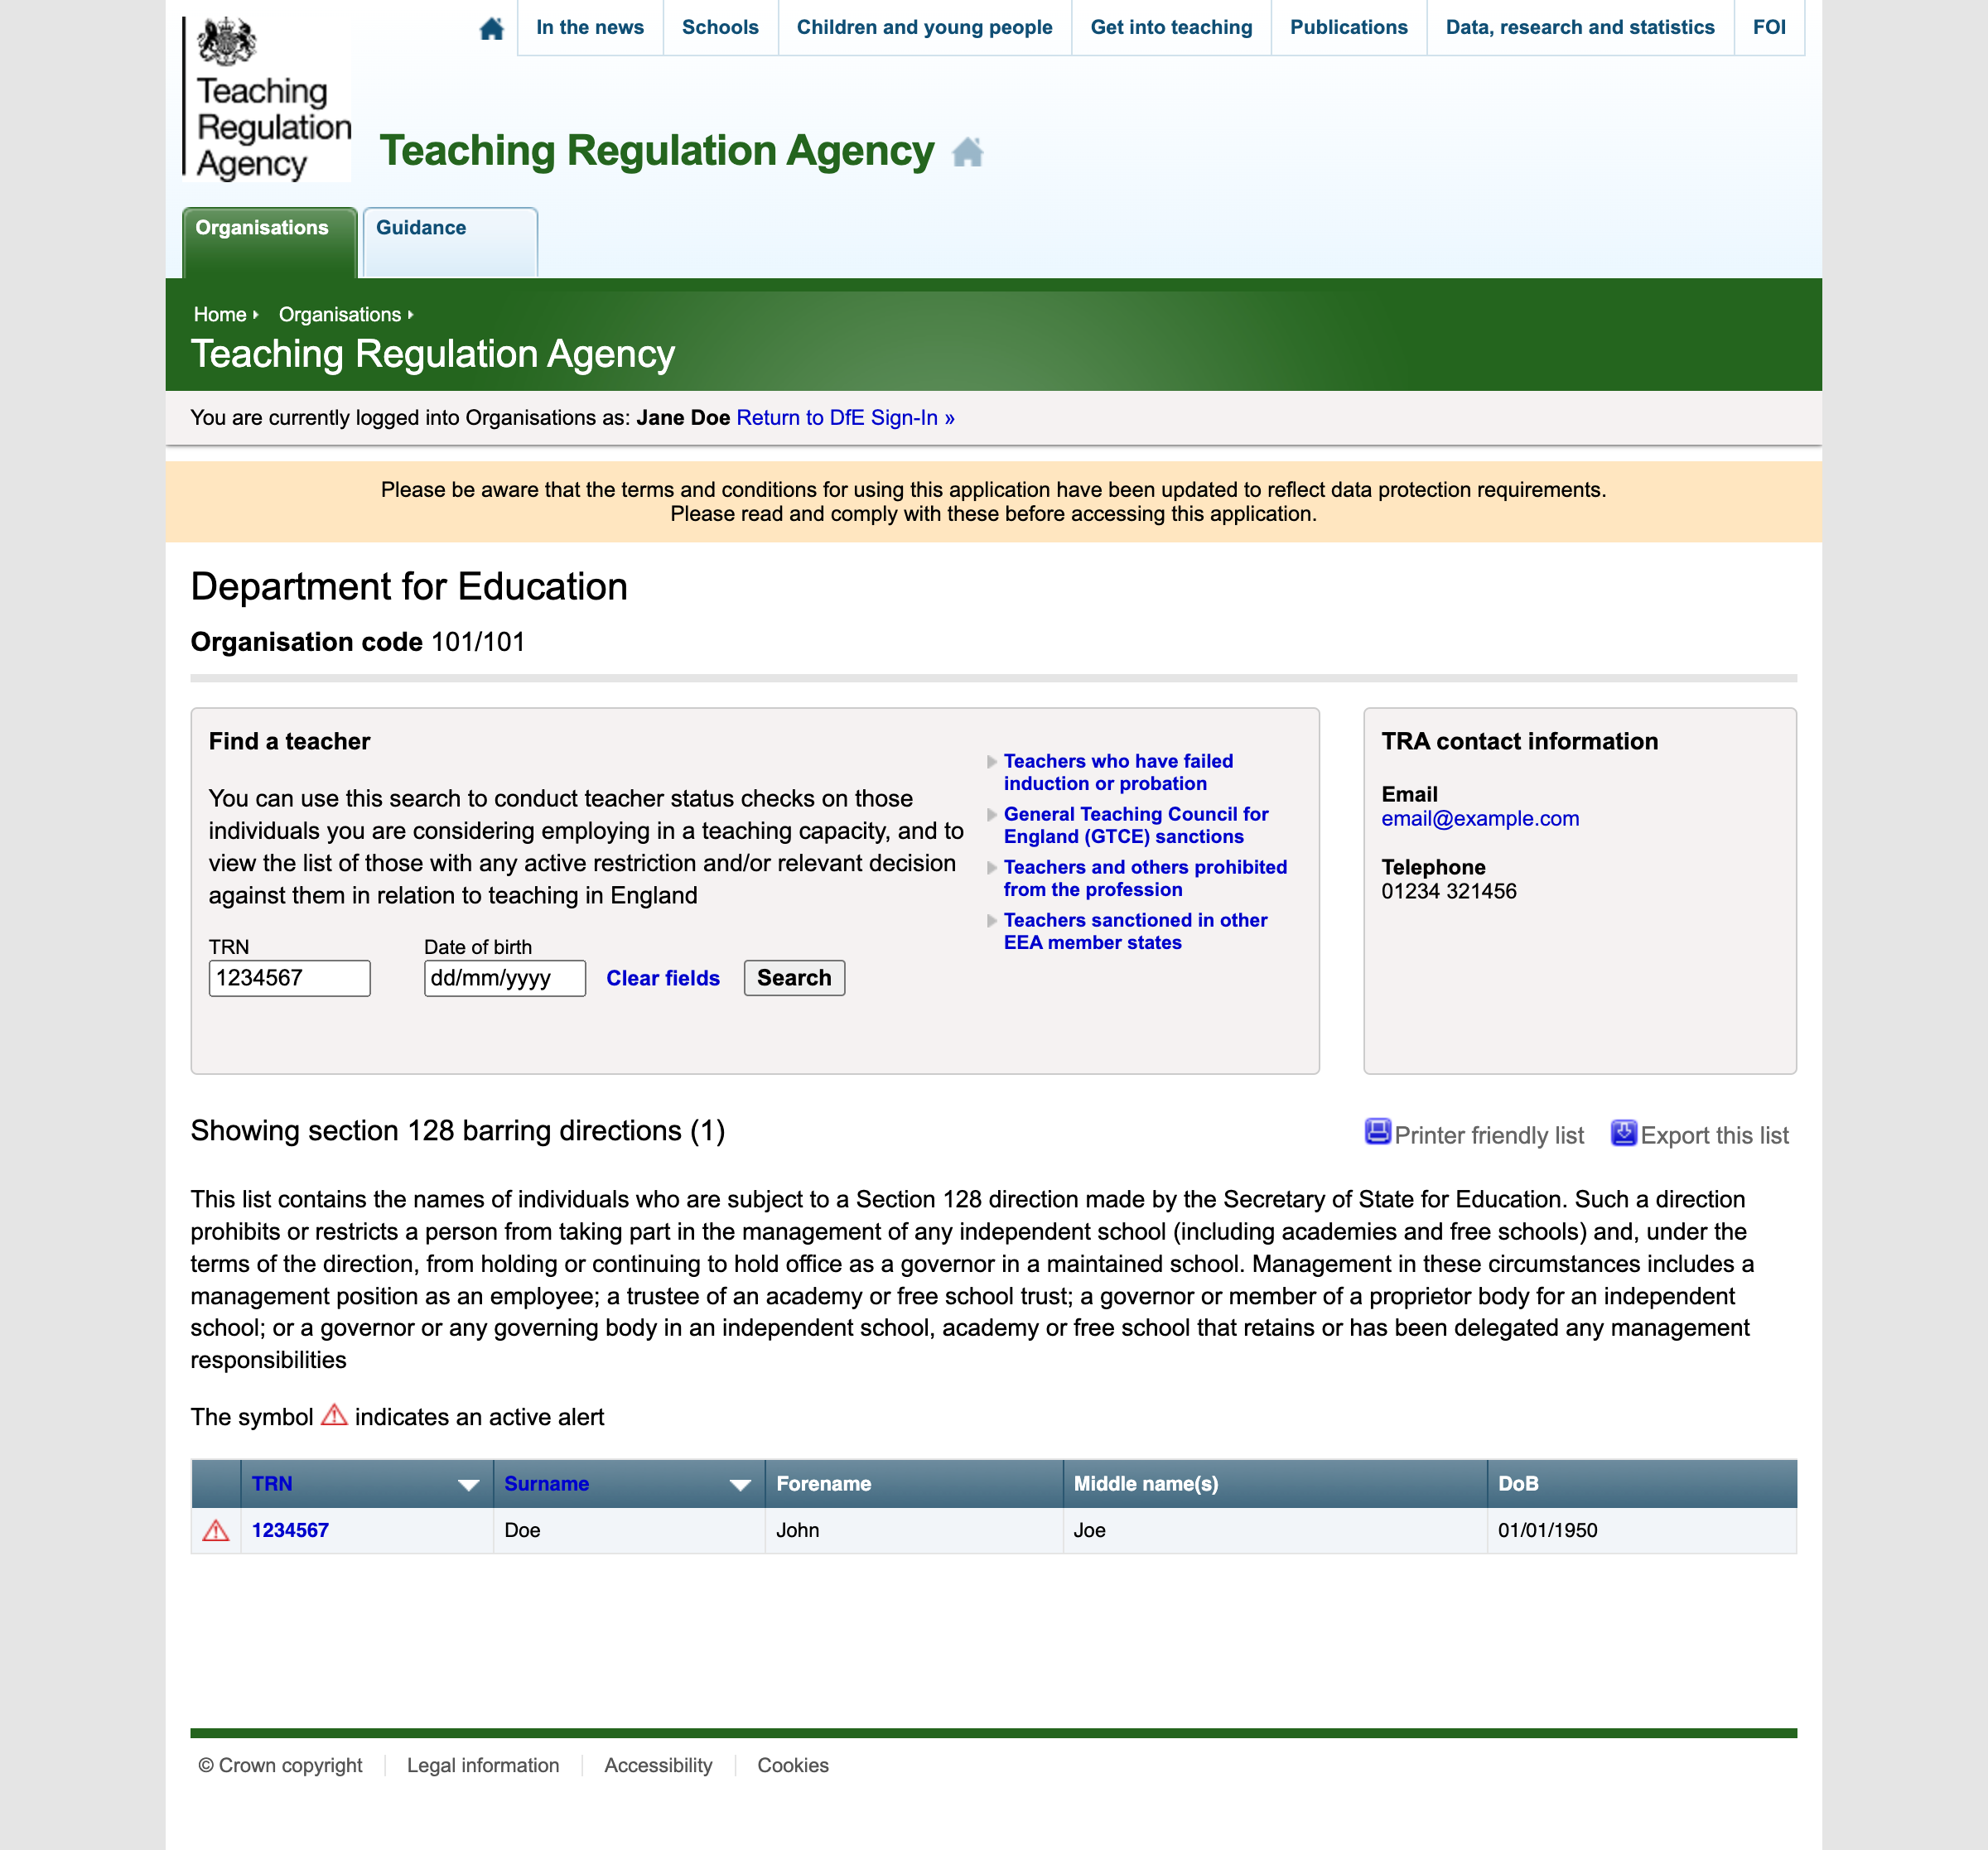 In the news
Schools
Children and young people
Get into teaching
Publications
Data, research and statistics
FOI
Teaching
Regulation
Agency
Teaching Regulation Agency
Organisations
Guidance
Home
Organisations
Teaching Regulation Agency
You are currently logged into Organisations as: Jane Doe Return to DfE Sign-In »
Please be aware that the terms and conditions for using this application have been updated to reflect data protection requirements.
Please read and comply with these before accessing this application.
Department for Education
Organisation code 101/101
Find a teacher
You can use this search to conduct teacher status checks on those
individuals you are considering employing in a teaching capacity, and to
view the list of those with any active restriction and/or relevant decision
against them in relation to teaching in England
TRN
Date of birth
1234567
dd/mm/yyyy
Clear fields
Search
Teachers who have failed
induction or probation
General Teaching Council for
England (GTCE) sanctions
Teachers and others prohibited
from the profession
Teachers sanctioned in other
EEA member states
TRA contact information
Email
email@example.com
Telephone
01234 321456
Showing section 128 barring directions (1)
Printer friendly list
Export this list
This list contains the names of individuals who are subject to a Section 128 direction made by the Secretary of State for Education. Such a direction
prohibits or restricts a person from taking part in the management of any independent school (including academies and free schools) and, under the
terms of the direction, from holding or continuing to hold office as a governor in a maintained school. Management in these circumstances includes a
management position as an employee; a trustee of an academy or free school trust; a governor or member of a proprietor body for an independent
school; or a governor or any governing body in an independent school, academy or free school that retains or has been delegated any management
responsibilities
The symbol indicates an active alert
TRN Surname Forename Middle name(s) DoB
1234567 Doe John Joe 01/01/1950
© Crown copyright
Legal information
Accessibility
Cookies